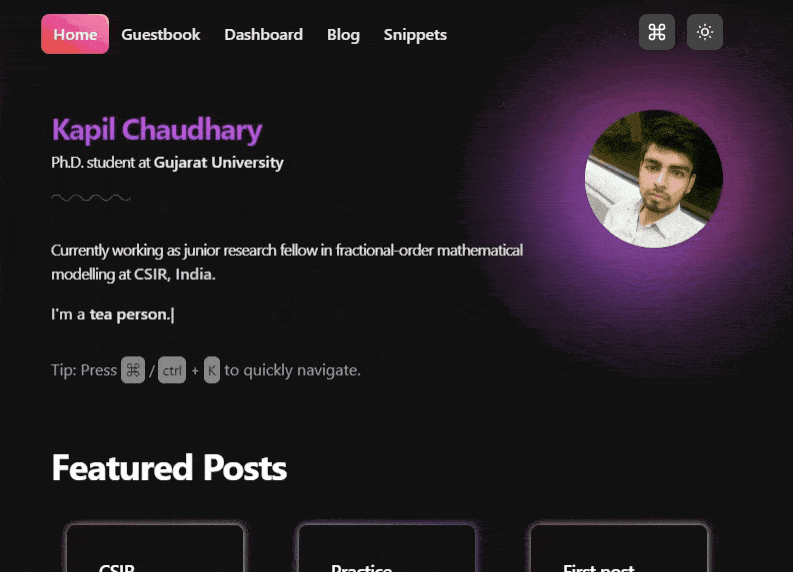 Home Guestbook Dashboard Blog Snippets ⌘
Kapil Chaudhary
Ph.D. student at Gujarat University
Currently working as junior research fellow in fractional-order mathematical
modelling at CSIR, India.
I'm a tea person.|
Tip: Press ⌘ / ctrl + K to quickly navigate.
Featured Posts
CSIR Practice First post